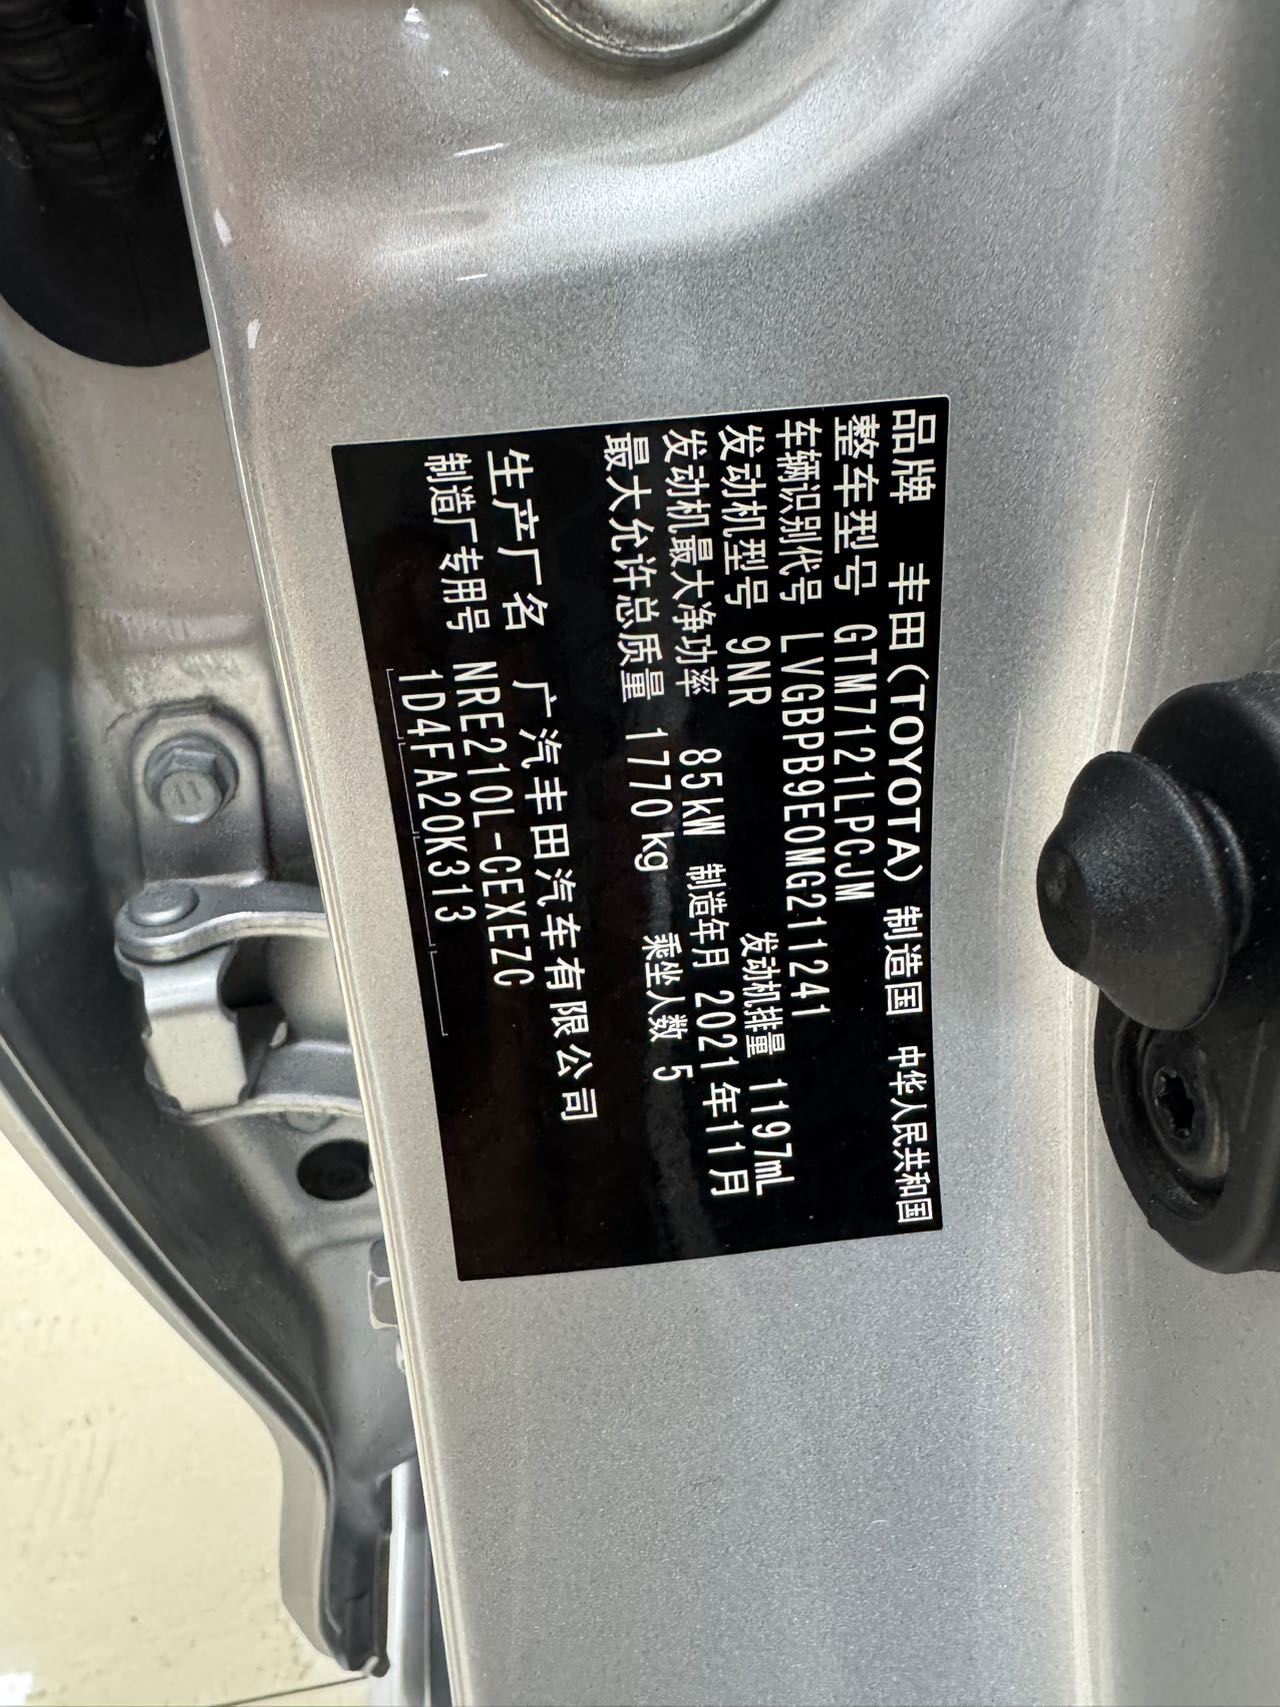 品牌 丰田(TOYOTA) 制造国 中华人民共和国
整车型号 GTM7121LPCJM
车辆识别代号 LVGBPB9E0MG211241
发动机型号 9NR 发动机排量 1197mL
发动机最大净功率 85kW 制造年月 2021年11月
最大允许总质量 1770kg 乘坐人数 5
生产厂名 广汽丰田汽车有限公司
制造厂专用号 NRE210L-CEXEZC
1D4FA20K313